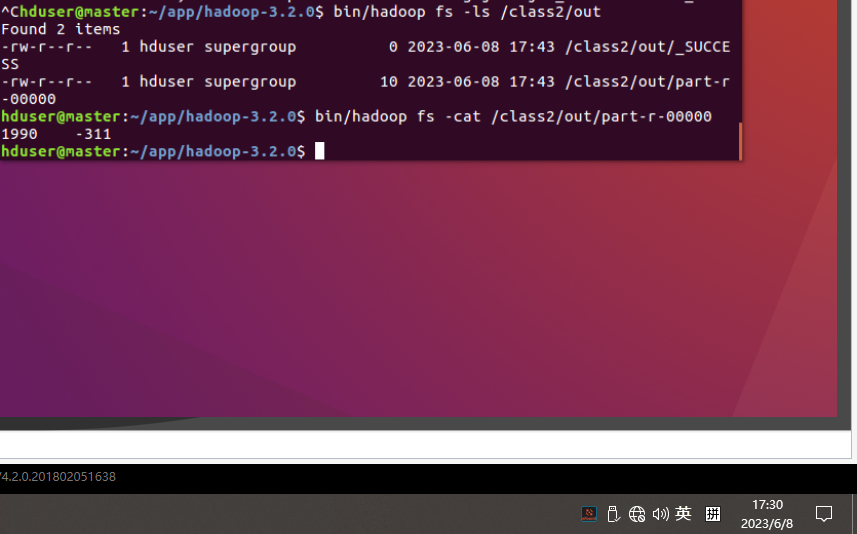 ^Chduser@master:~/app/hadoop-3.2.0$ bin/hadoop fs -ls /class2/out
Found 2 items
-rw-r--r--   1 hduser supergroup          0 2023-06-08 17:43 /class2/out/_SUCCE
SS
-rw-r--r--   1 hduser supergroup         10 2023-06-08 17:43 /class2/out/part-r
-00000
hduser@master:~/app/hadoop-3.2.0$ bin/hadoop fs -cat /class2/out/part-r-00000
1990    -311
hduser@master:~/app/hadoop-3.2.0$
/4.2.0.201802051638
英
拼
17:30
2023/6/8